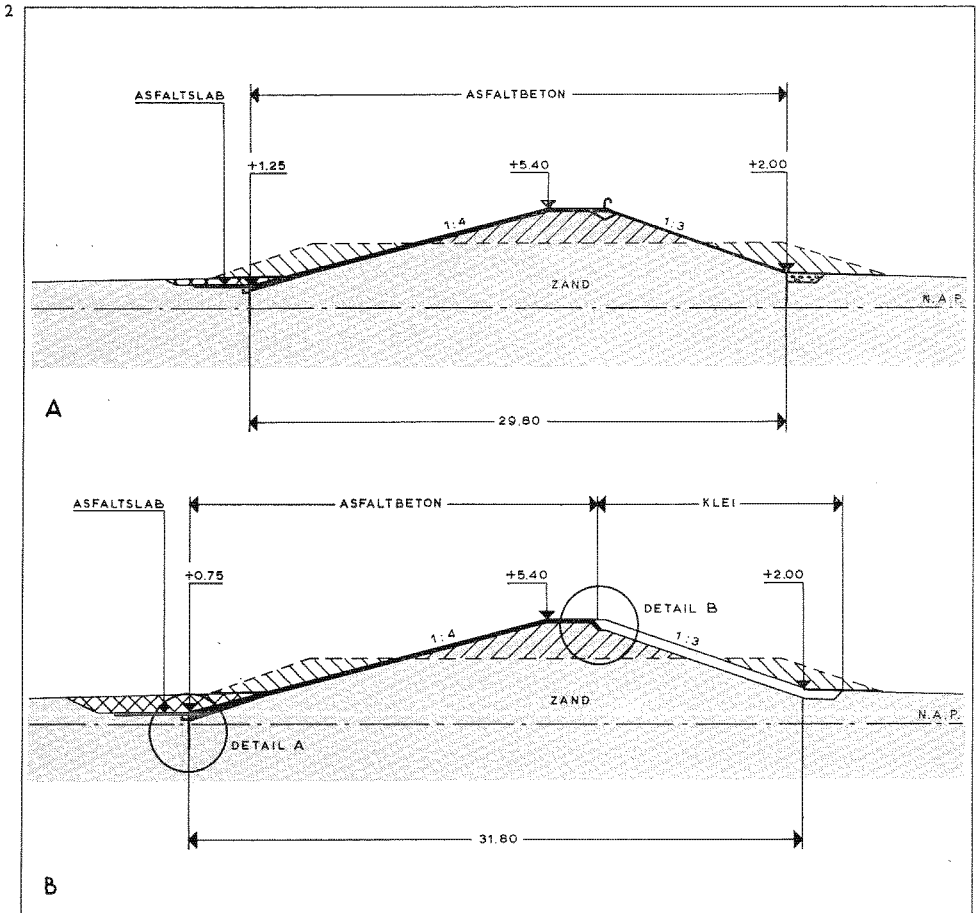 2
ASFALTSLAB
ASFALTBETON
+1.25
+5.40
+2.00
1:4
1:3
ZAND
N.A.P.
A
29.80
ASFALTSLAB
ASFALTBETON
KLEI
+0.75
+5.40
+2.00
DETAIL B
1:4
1:3
ZAND
N.A.P.
DETAIL A
31.80
B